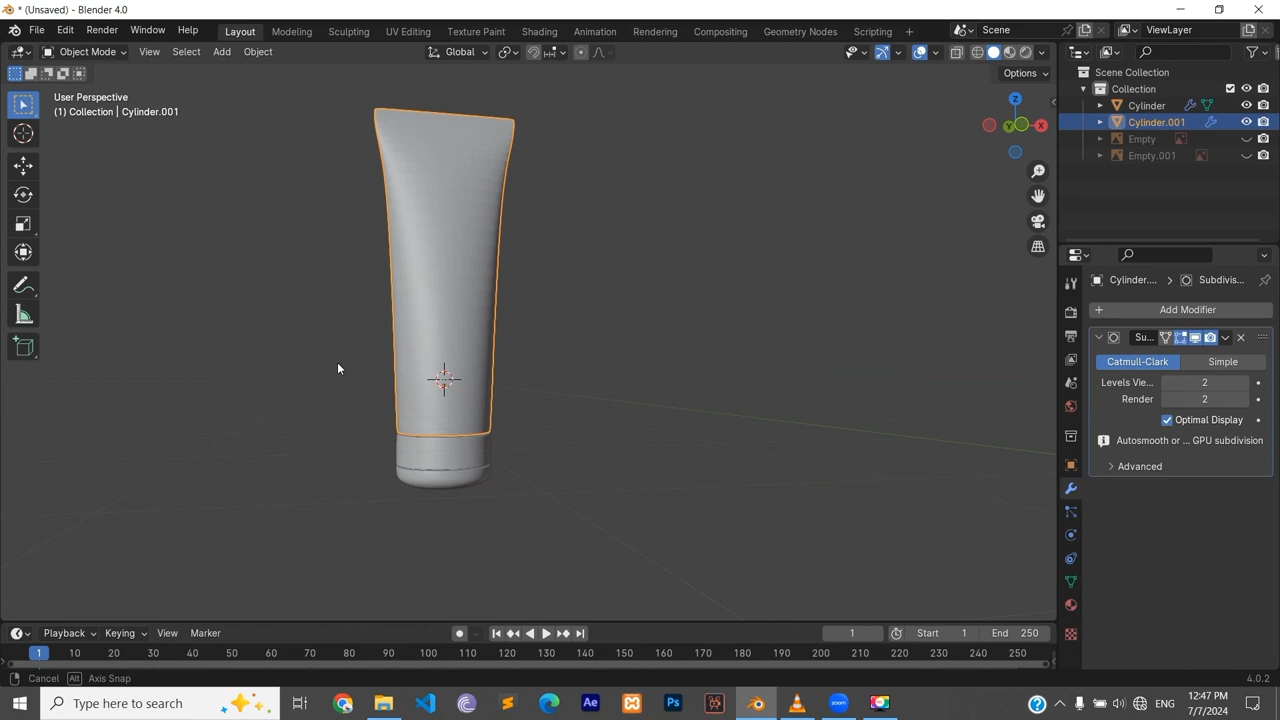 * (Unsaved) - Blender 4.0
File Edit Render Window Help Layout Modeling Sculpting UV Editing Texture Paint Shading Animation Rendering Compositing Geometry Nodes Scripting + Scene ViewLayer
Object Mode View Select Add Object Global
Options
User Perspective
(1) Collection | Cylinder.001
Z
Y X
Scene Collection
Collection
Cylinder
Cylinder.001
Empty
Empty.001
Cylinder.... > Subdivis...
+ Add Modifier
Su...
Catmull-Clark Simple
Levels Vie... 2
Render 2
Optimal Display
Autosmooth or ... GPU subdivision
> Advanced
Playback Keying View Marker 1 Start 1 End 250
1 10 20 30 40 50 60 70 80 90 100 110 120 130 140 150 160 170 180 190 200 210 220 230 240 250
Cancel Alt Axis Snap 4.0.2
Type here to search Ae Ps zoom ENG 12:47 PM
7/7/2024